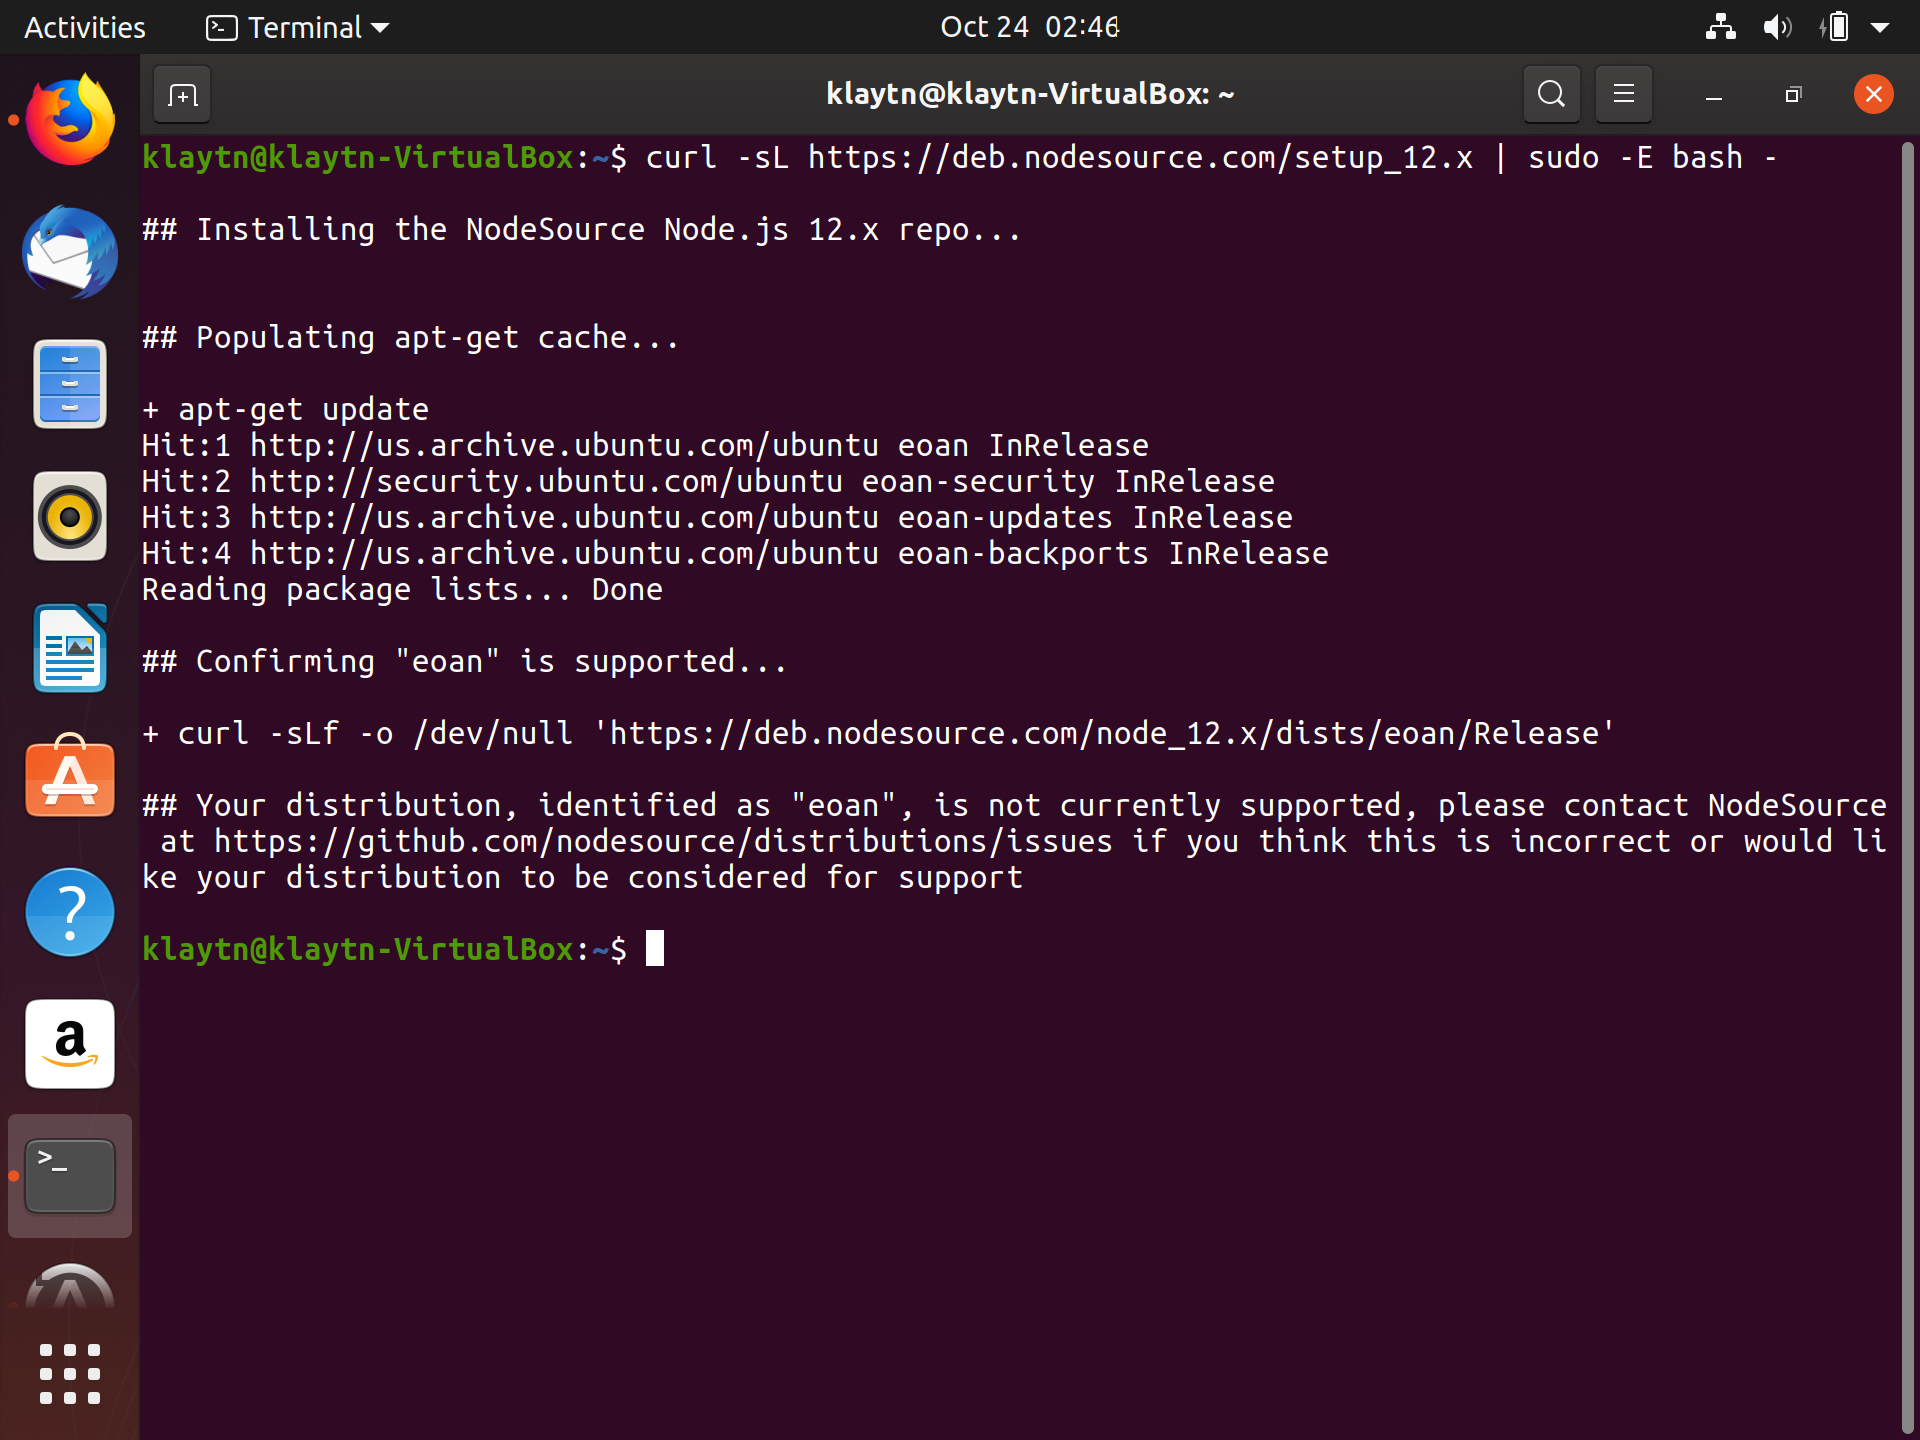 Activities
Terminal
Oct 24 02:46
klaytn@klaytn-VirtualBox: ~
klaytn@klaytn-VirtualBox:~$ curl -sL https://deb.nodesource.com/setup_12.x | sudo -E bash -
## Installing the NodeSource Node.js 12.x repo...
## Populating apt-get cache...
+ apt-get update
Hit:1 http://us.archive.ubuntu.com/ubuntu eoan InRelease
Hit:2 http://security.ubuntu.com/ubuntu eoan-security InRelease
Hit:3 http://us.archive.ubuntu.com/ubuntu eoan-updates InRelease
Hit:4 http://us.archive.ubuntu.com/ubuntu eoan-backports InRelease
Reading package lists... Done
## Confirming "eoan" is supported...
+ curl -sLf -o /dev/null 'https://deb.nodesource.com/node_12.x/dists/eoan/Release'
## Your distribution, identified as "eoan", is not currently supported, please contact NodeSource
at https://github.com/nodesource/distributions/issues if you think this is incorrect or would li
ke your distribution to be considered for support
klaytn@klaytn-VirtualBox:~$